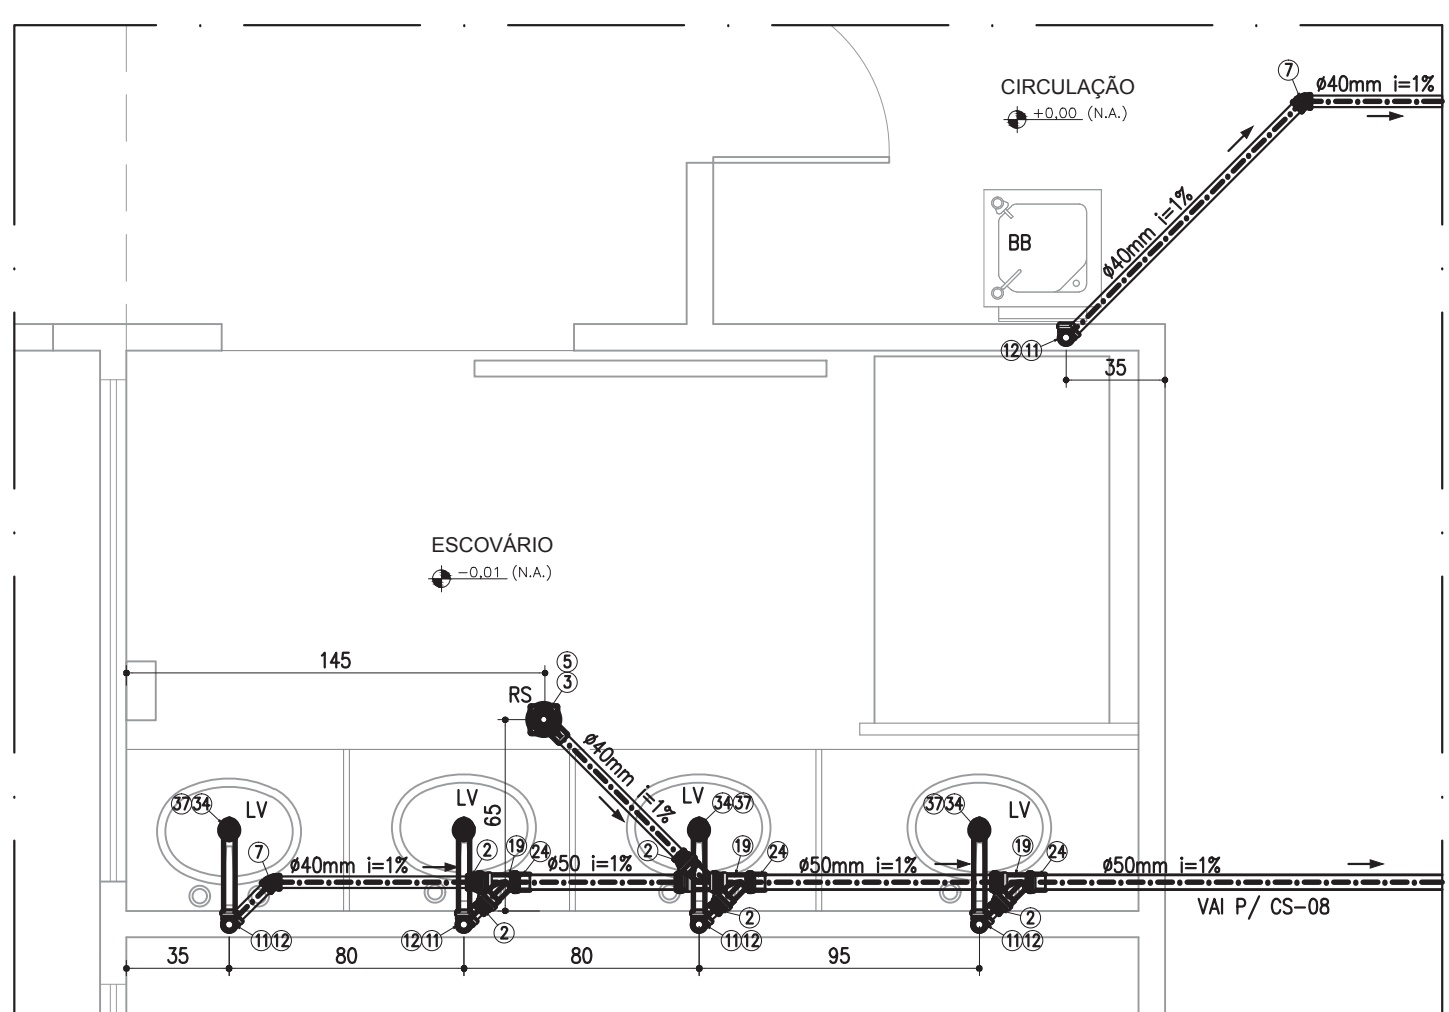 7
ø40mm i=1%
CIRCULAÇÃO
+0,00 (N.A.)
ø40mm i=1%
BB
12 11
35
ESCOVÁRIO
-0,01 (N.A.)
145
5
3
RS
ø40mm i=1%
65
37 34
LV
LV
LV
34 37
37 34
LV
7
ø40mm i=1%
2
19
24
ø50 i=1%
2
19
24
ø50mm i=1%
19
24
ø50mm i=1%
VAI P/ CS-08
2
2
2
11 12
12 11
11 12
11 12
35
80
80
95